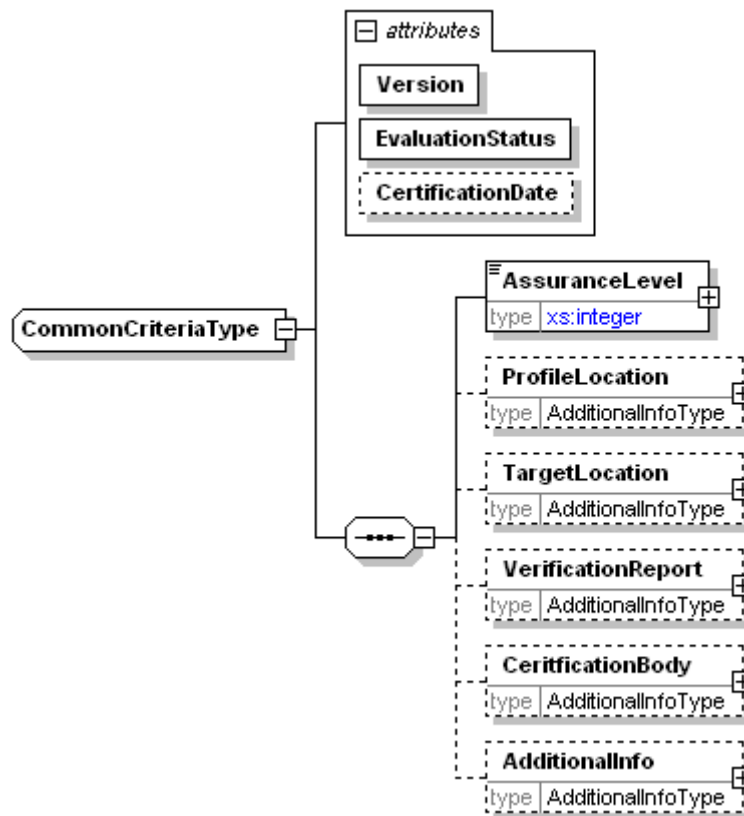 attributes
Version
EvaluationStatus
CertificationDate
CommonCriteriaType
AssuranceLevel
type xs:integer
ProfileLocation
type AdditionalInfoType
TargetLocation
type AdditionalInfoType
VerificationReport
type AdditionalInfoType
CeritficationBody
type AdditionalInfoType
AdditionalInfo
type AdditionalInfoType